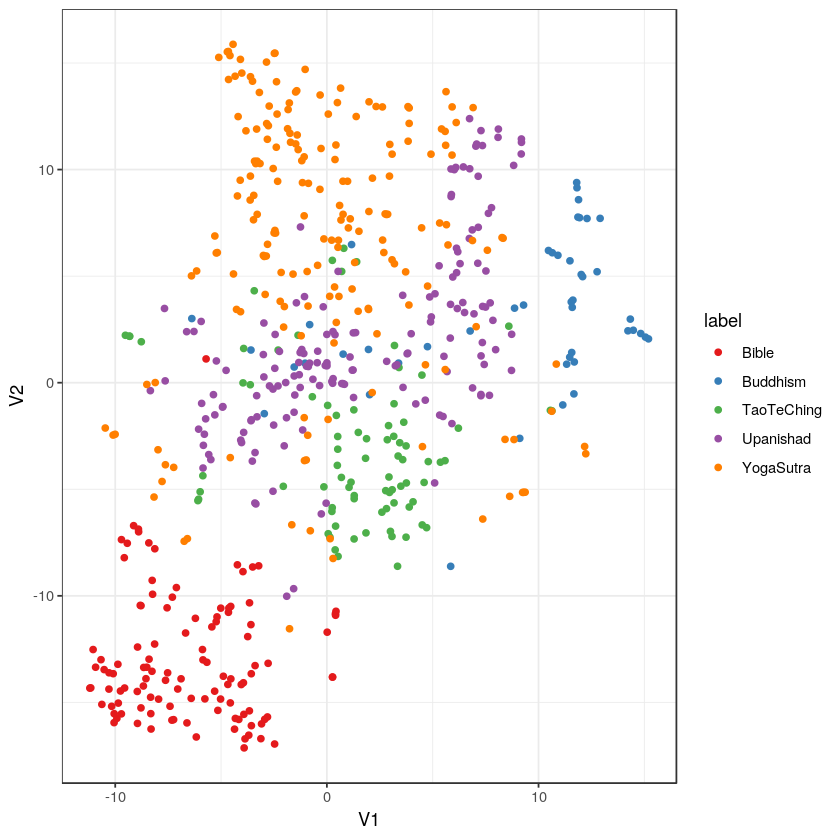 10
0
-10
V2
-10
0
10
V1
label
Bible
Buddhism
TaoTeChing
Upanishad
YogaSutra